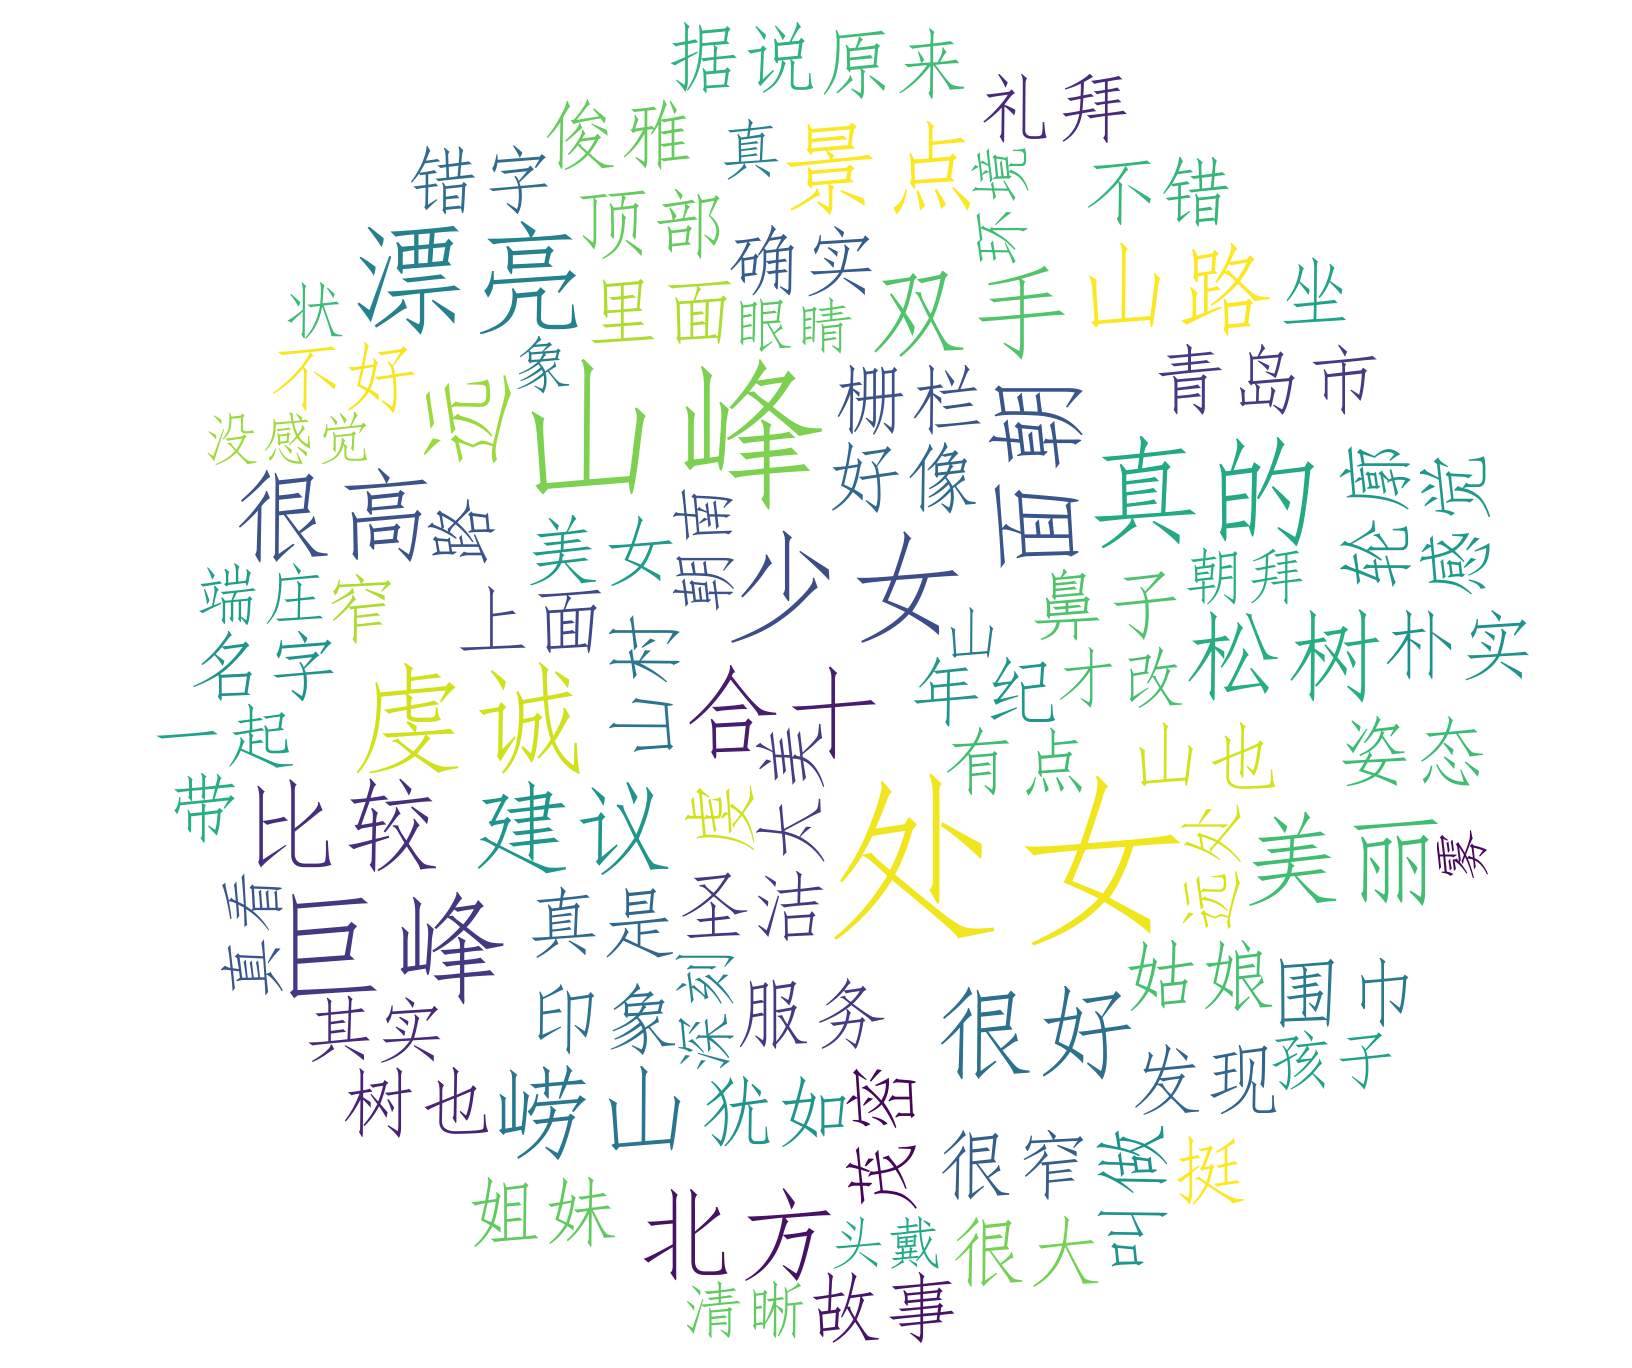 据说原来
礼拜
俊雅
真
景点
错字
环境
不错
顶部
漂亮
确实
双手
山路
坐
状
里面
眼睛
不好
象
远
山峰
栅栏
面朝
青岛市
没感觉
很高
路
好像
真的
轮廓
感觉
美女
朝南
少女
端庄
窄
上面
鼻子
朝拜
山
名字
山村
年纪
才改
松树
朴实
虔诚
合十
一起
太美
有点
山也
姿态
带
比较
建议
虔
处女
远处
美丽
雾
真看
巨峰
真是
圣洁
姑娘
围巾
其实
印象
深刻
服务
很好
发现
孩子
树也
崂山
犹如
茂密
很窄
叫做
挺
姐妹
北方
头戴
很大
清晰
故事